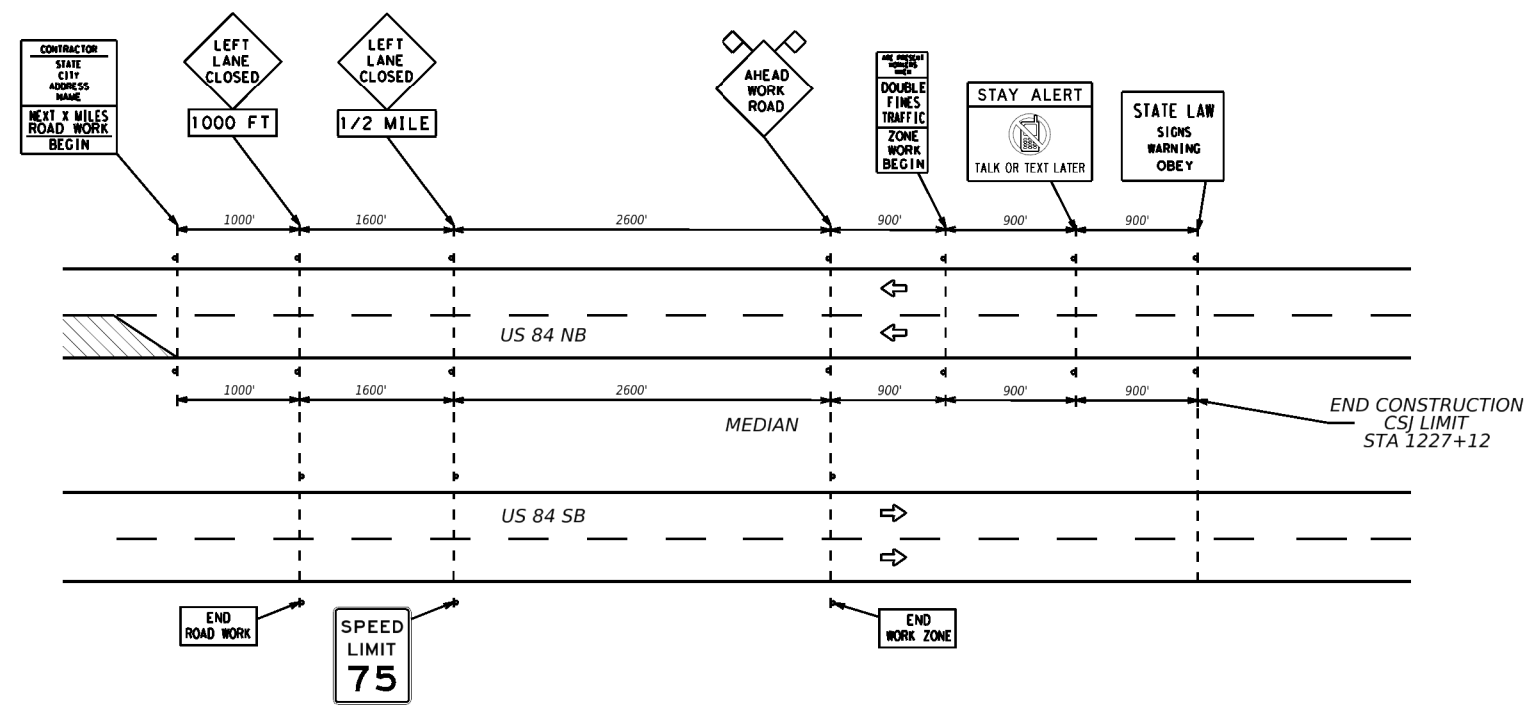 CONTRACTOR
STATE
CITY
ADDRESS
NAME
NEXT X MILES
ROAD WORK
BEGIN
LEFT
LANE
CLOSED
1000 FT
LEFT
LANE
CLOSED
1/2 MILE
AHEAD
WORK
ROAD
ARE PRESENT
WORKERS
WHEN
DOUBLE
FINES
TRAFFIC
ZONE
WORK
BEGIN
STAY ALERT
TALK OR TEXT LATER
STATE LAW
SIGNS
WARNING
OBEY
1000'
1600'
2600'
900'
900'
900'
US 84 NB
1000'
1600'
2600'
900'
900'
900'
MEDIAN
END CONSTRUCTION
CSJ LIMIT
STA 1227+12
US 84 SB
END
ROAD WORK
SPEED
LIMIT
75
END
WORK ZONE